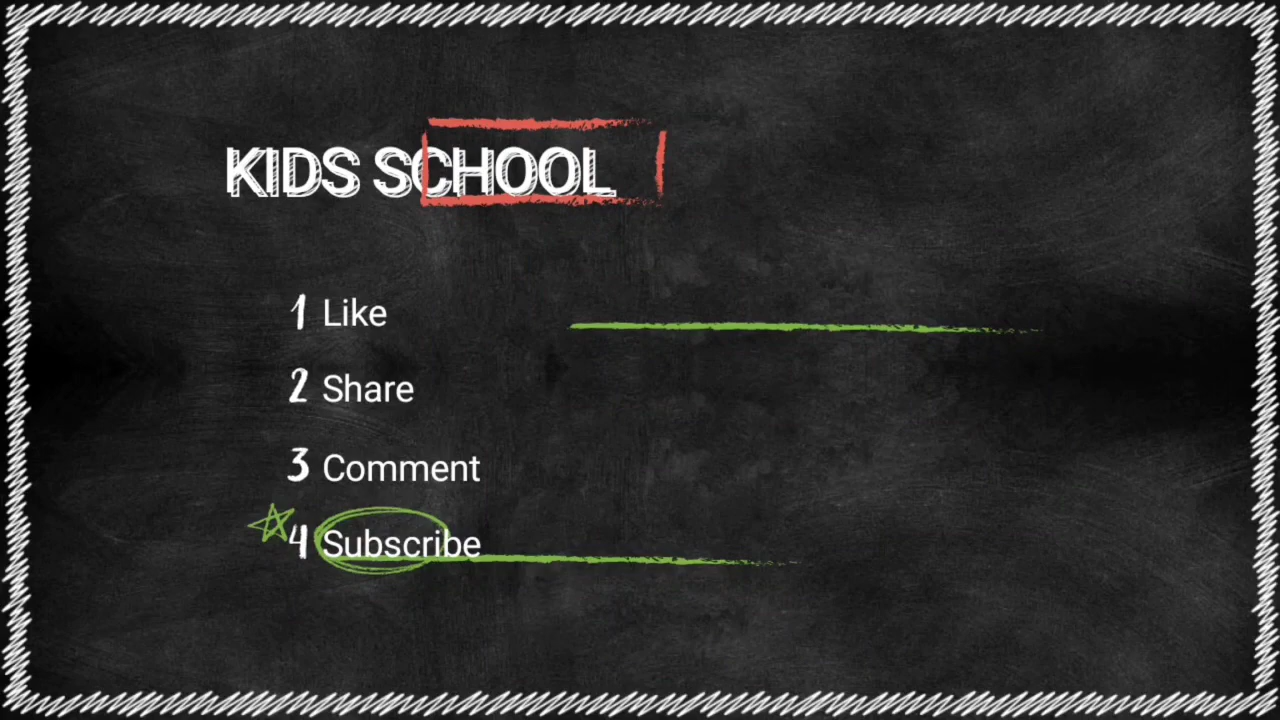 KIDS SCHOOL
1 Like
2 Share
3 Comment
4 Subscribe